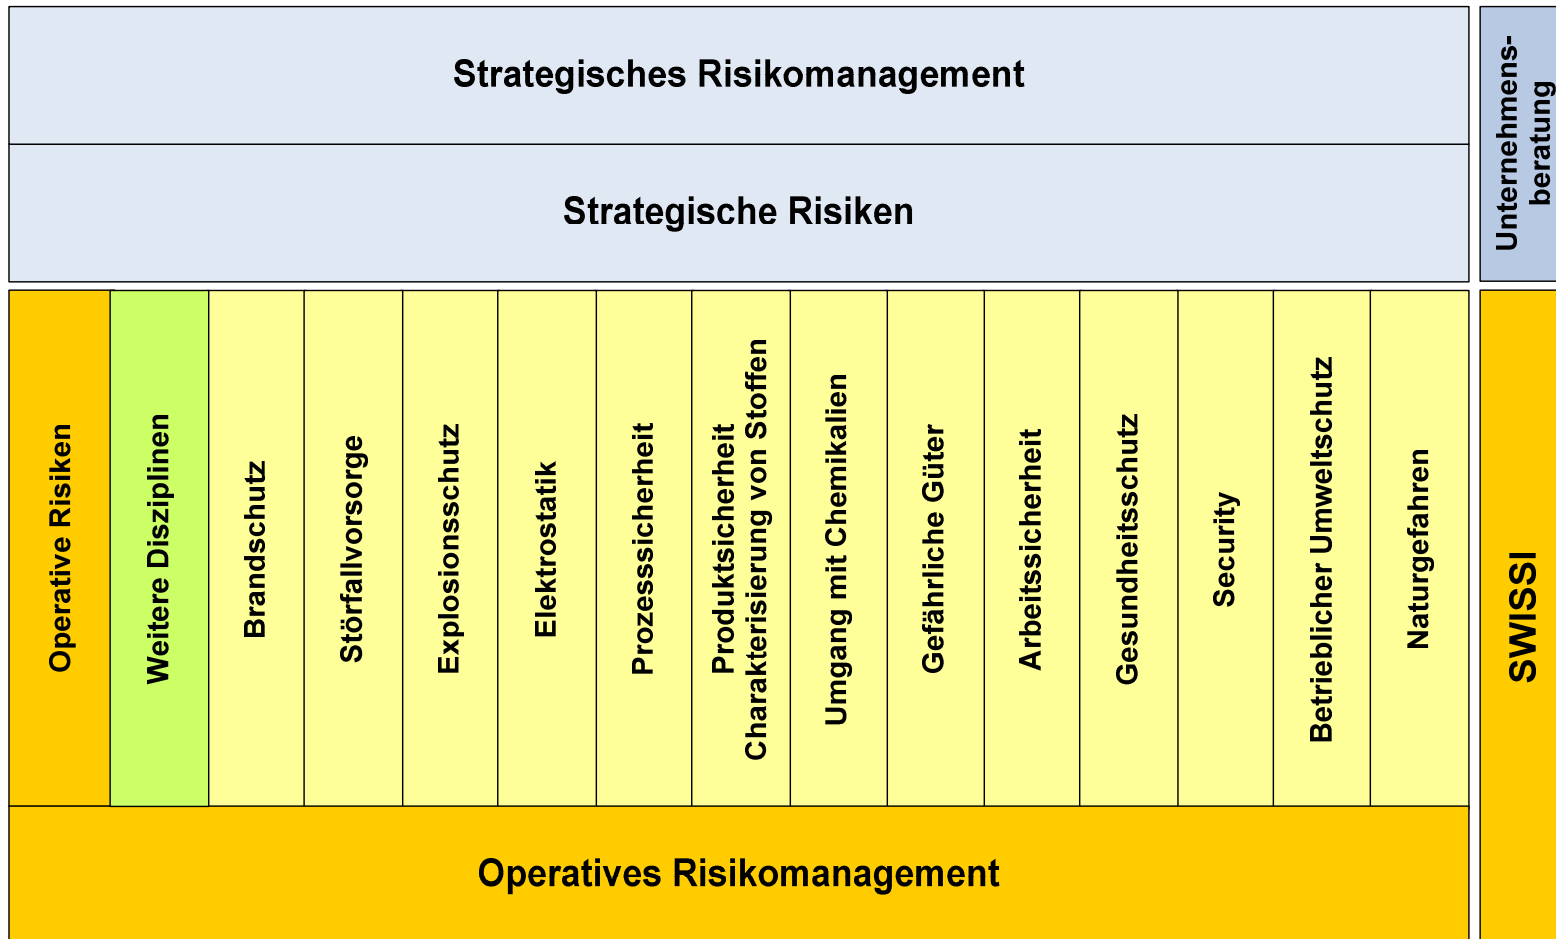 Strategisches Risikomanagement
Unternehmens-
beratung
Strategische Risiken
Operative Risiken
Weitere Disziplinen
Brandschutz
Störfallvorsorge
Explosionsschutz
Elektrostatik
Prozesssicherheit
Produktsicherheit
Charakterisierung von Stoffen
Umgang mit Chemikalien
Gefährliche Güter
Arbeitssicherheit
Gesundheitsschutz
Security
Betrieblicher Umweltschutz
Naturgefahren
SWISSI
Operatives Risikomanagement